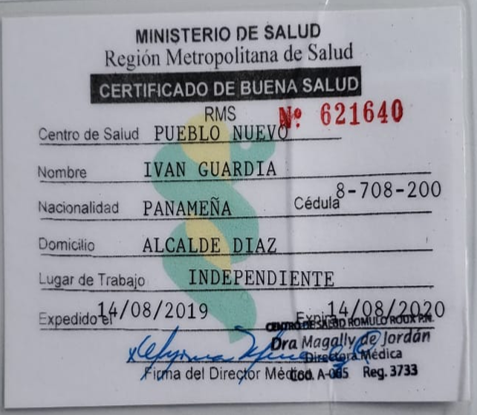 MINISTERIO DE SALUD
Región Metropolitana de Salud
CERTIFICADO DE BUENA SALUD
RMS Nº 621640
Centro de Salud PUEBLO NUEVO
Nombre IVAN GUARDIA
Nacionalidad PANAMEÑA Cédula 8-708-200
Domicilio ALCALDE DIAZ
Lugar de Trabajo INDEPENDIENTE
Expedido el 14/08/2019 Expira 14/08/2020
CENTRO DE SALUD ROMULO ROUX P.N.
Dra Magally de Jordán
Directora Médica
Firma del Director Médico Cod. A-065 Reg. 3733